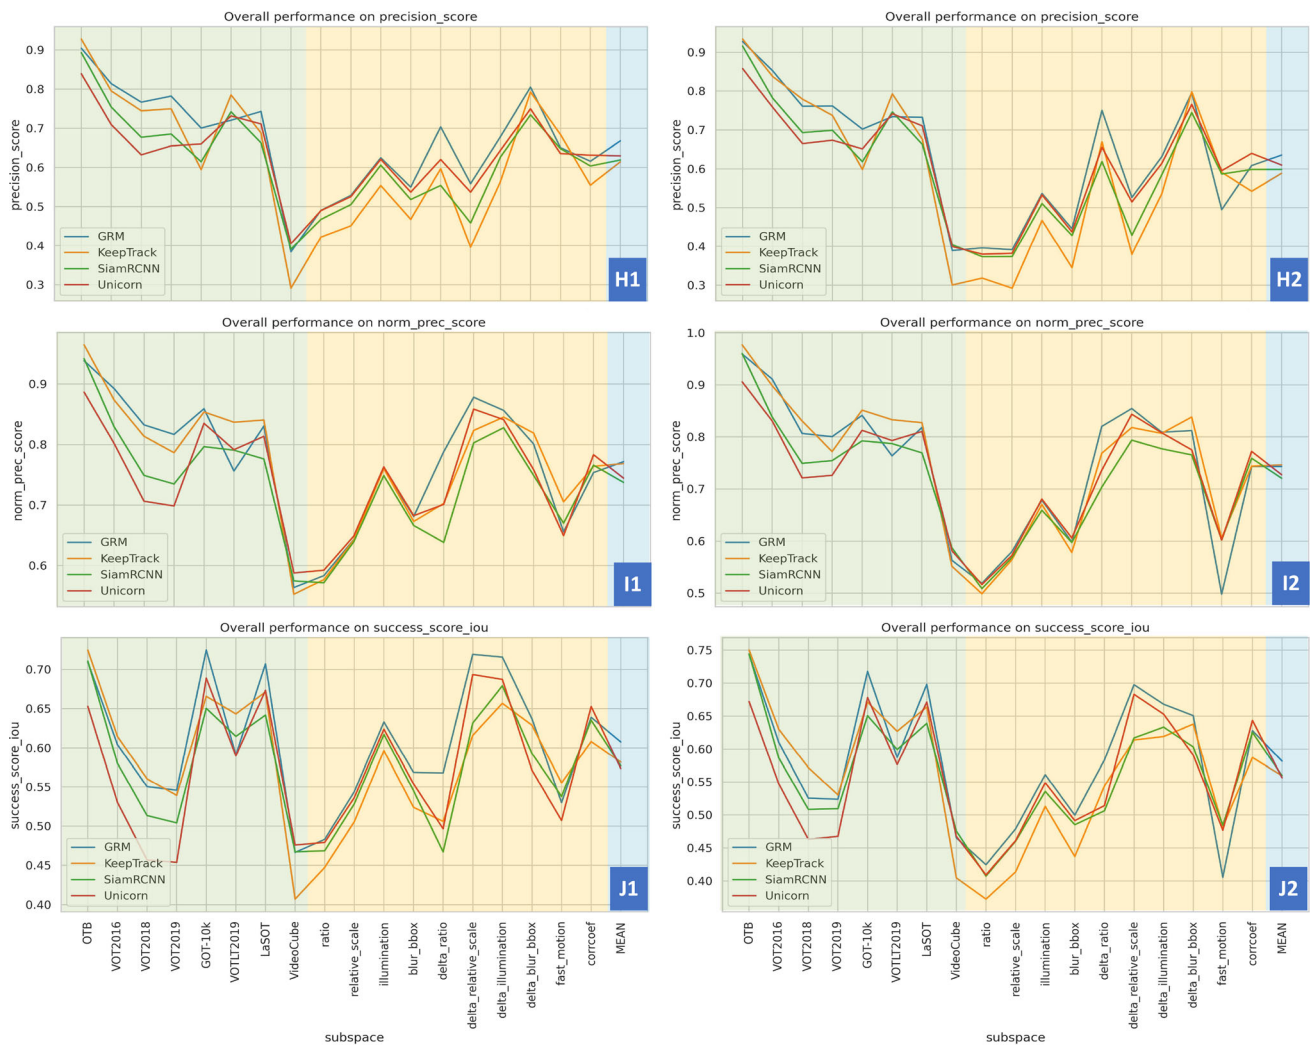 Overall performance on precision_score
precision_score
0.9
0.8
0.7
0.6
0.5
0.4
0.3
GRM
KeepTrack
SiamRCNN
Unicorn
H1
Overall performance on precision_score
precision_score
0.9
0.8
0.7
0.6
0.5
0.4
0.3
GRM
KeepTrack
SiamRCNN
Unicorn
H2
Overall performance on norm_prec_score
norm_prec_score
0.9
0.8
0.7
0.6
GRM
KeepTrack
SiamRCNN
Unicorn
I1
Overall performance on norm_prec_score
norm_prec_score
1.0
0.9
0.8
0.7
0.6
0.5
GRM
KeepTrack
SiamRCNN
Unicorn
I2
Overall performance on success_score_iou
success_score_iou
0.70
0.65
0.60
0.55
0.50
0.45
0.40
GRM
KeepTrack
SiamRCNN
Unicorn
J1
OTB
VOT2016
VOT2018
VOT2019
GOT-10k
VOTLT2019
LaSOT
VideoCube
ratio
relative_scale
illumination
blur_bbox
delta_ratio
delta_relative_scale
delta_illumination
delta_blur_bbox
fast_motion
corrcoef
MEAN
subspace
Overall performance on success_score_iou
success_score_iou
0.75
0.70
0.65
0.60
0.55
0.50
0.45
0.40
GRM
KeepTrack
SiamRCNN
Unicorn
J2
OTB
VOT2016
VOT2018
VOT2019
GOT-10k
VOTLT2019
LaSOT
VideoCube
ratio
relative_scale
illumination
blur_bbox
delta_ratio
delta_relative_scale
delta_illumination
delta_blur_bbox
fast_motion
corrcoef
MEAN
subspace